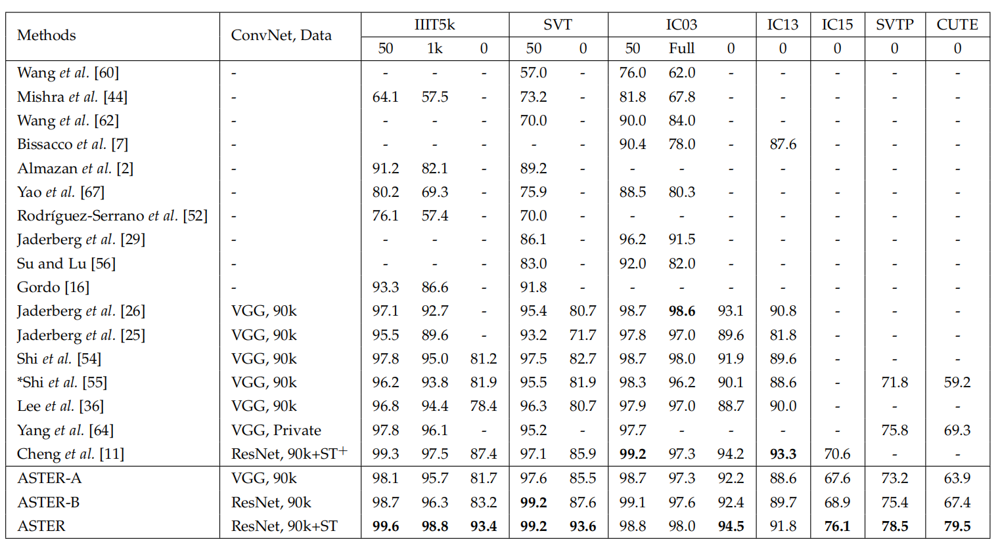 Methods ConvNet, Data IIIT5k SVT IC03 IC13 IC15 SVTP CUTE
50 1k 0 50 0 50 Full 0 0 0 0 0
Wang et al. [60] - - - - 57.0 - 76.0 62.0 - - - - -
Mishra et al. [44] - 64.1 57.5 - 73.2 - 81.8 67.8 - - - - -
Wang et al. [62] - - - - 70.0 - 90.0 84.0 - - - - -
Bissacco et al. [7] - - - - - - 90.4 78.0 - 87.6 - - -
Almazan et al. [2] - 91.2 82.1 - 89.2 - - - - - - - -
Yao et al. [67] - 80.2 69.3 - 75.9 - 88.5 80.3 - - - - -
Rodríguez-Serrano et al. [52] - 76.1 57.4 - 70.0 - - - - - - - -
Jaderberg et al. [29] - - - - 86.1 - 96.2 91.5 - - - - -
Su and Lu [56] - - - - 83.0 - 92.0 82.0 - - - - -
Gordo [16] - 93.3 86.6 - 91.8 - - - - - - - -
Jaderberg et al. [26] VGG, 90k 97.1 92.7 - 95.4 80.7 98.7 98.6 93.1 90.8 - - -
Jaderberg et al. [25] VGG, 90k 95.5 89.6 - 93.2 71.7 97.8 97.0 89.6 81.8 - - -
Shi et al. [54] VGG, 90k 97.8 95.0 81.2 97.5 82.7 98.7 98.0 91.9 89.6 - - -
*Shi et al. [55] VGG, 90k 96.2 93.8 81.9 95.5 81.9 98.3 96.2 90.1 88.6 - 71.8 59.2
Lee et al. [36] VGG, 90k 96.8 94.4 78.4 96.3 80.7 97.9 97.0 88.7 90.0 - - -
Yang et al. [64] VGG, Private 97.8 96.1 - 95.2 - 97.7 - - - - 75.8 69.3
Cheng et al. [11] ResNet, 90k+ST+ 99.3 97.5 87.4 97.1 85.9 99.2 97.3 94.2 93.3 70.6 - -
ASTER-A VGG, 90k 98.1 95.7 81.7 97.6 85.5 98.7 97.3 92.2 88.6 67.6 73.2 63.9
ASTER-B ResNet, 90k 98.7 96.3 83.2 99.2 87.6 99.1 97.6 92.4 89.7 68.9 75.4 67.4
ASTER ResNet, 90k+ST 99.6 98.8 93.4 99.2 93.6 98.8 98.0 94.5 91.8 76.1 78.5 79.5